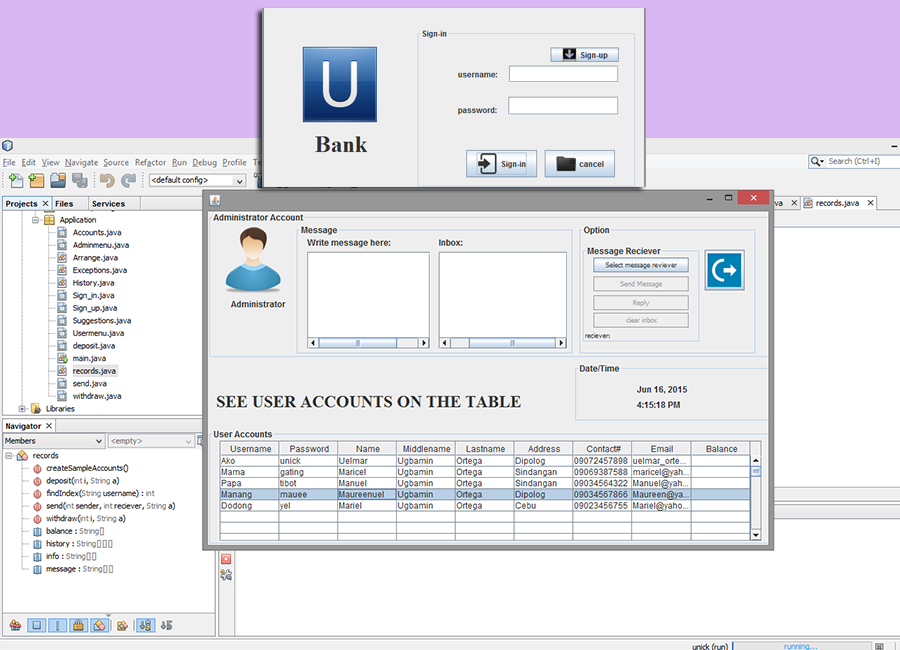 U
Bank
Sign-in
Sign-up
username:
password:
Sign-in
cancel
File Edit View Navigate Source Refactor Run Debug Profile
<default config>
Search (Ctrl+I)
Projects Files Services
records.java
Application
Accounts.java
Adminmenu.java
Arrange.java
Exceptions.java
History.java
Sign_in.java
Sign_up.java
Suggestions.java
Usermenu.java
deposit.java
main.java
records.java
send.java
withdraw.java
Libraries
Navigator
Members <empty>
records
createSampleAccounts()
deposit(int i, String a)
findIndex(String username) : int
send(int sender, int reciever, String a)
withdraw(int i, String a)
balance : String[]
history : String[][][]
info : String[][]
message : String[][]
Administrator Account
Administrator
Message
Write message here: Inbox:
Option
Message Reciever
Select message reviever
Send Message
Reply
clear inbox
reciever:
Date/Time
Jun 16, 2015
4:15:18 PM
SEE USER ACCOUNTS ON THE TABLE
User Accounts
Username Password Name Middlename Lastname Address Contact# Email Balance
Ako unick Uelmar Ugbamin Ortega Dipolog 09072457898 uelmar_orte...
Mama gating Maricel Ugbamin Ortega Sindangan 09069387588 maricel@yah...
Papa tibot Manuel Ugbamin Ortega Sindangan 09034564322 Manuel@yah...
Manang mauee Maureenuel Ugbamin Ortega Dipolog 09034567866 Maureen@ya...
Dodong yel Mariel Ugbamin Ortega Cebu 09023456755 Mariel@yaho...
unick (run) running...